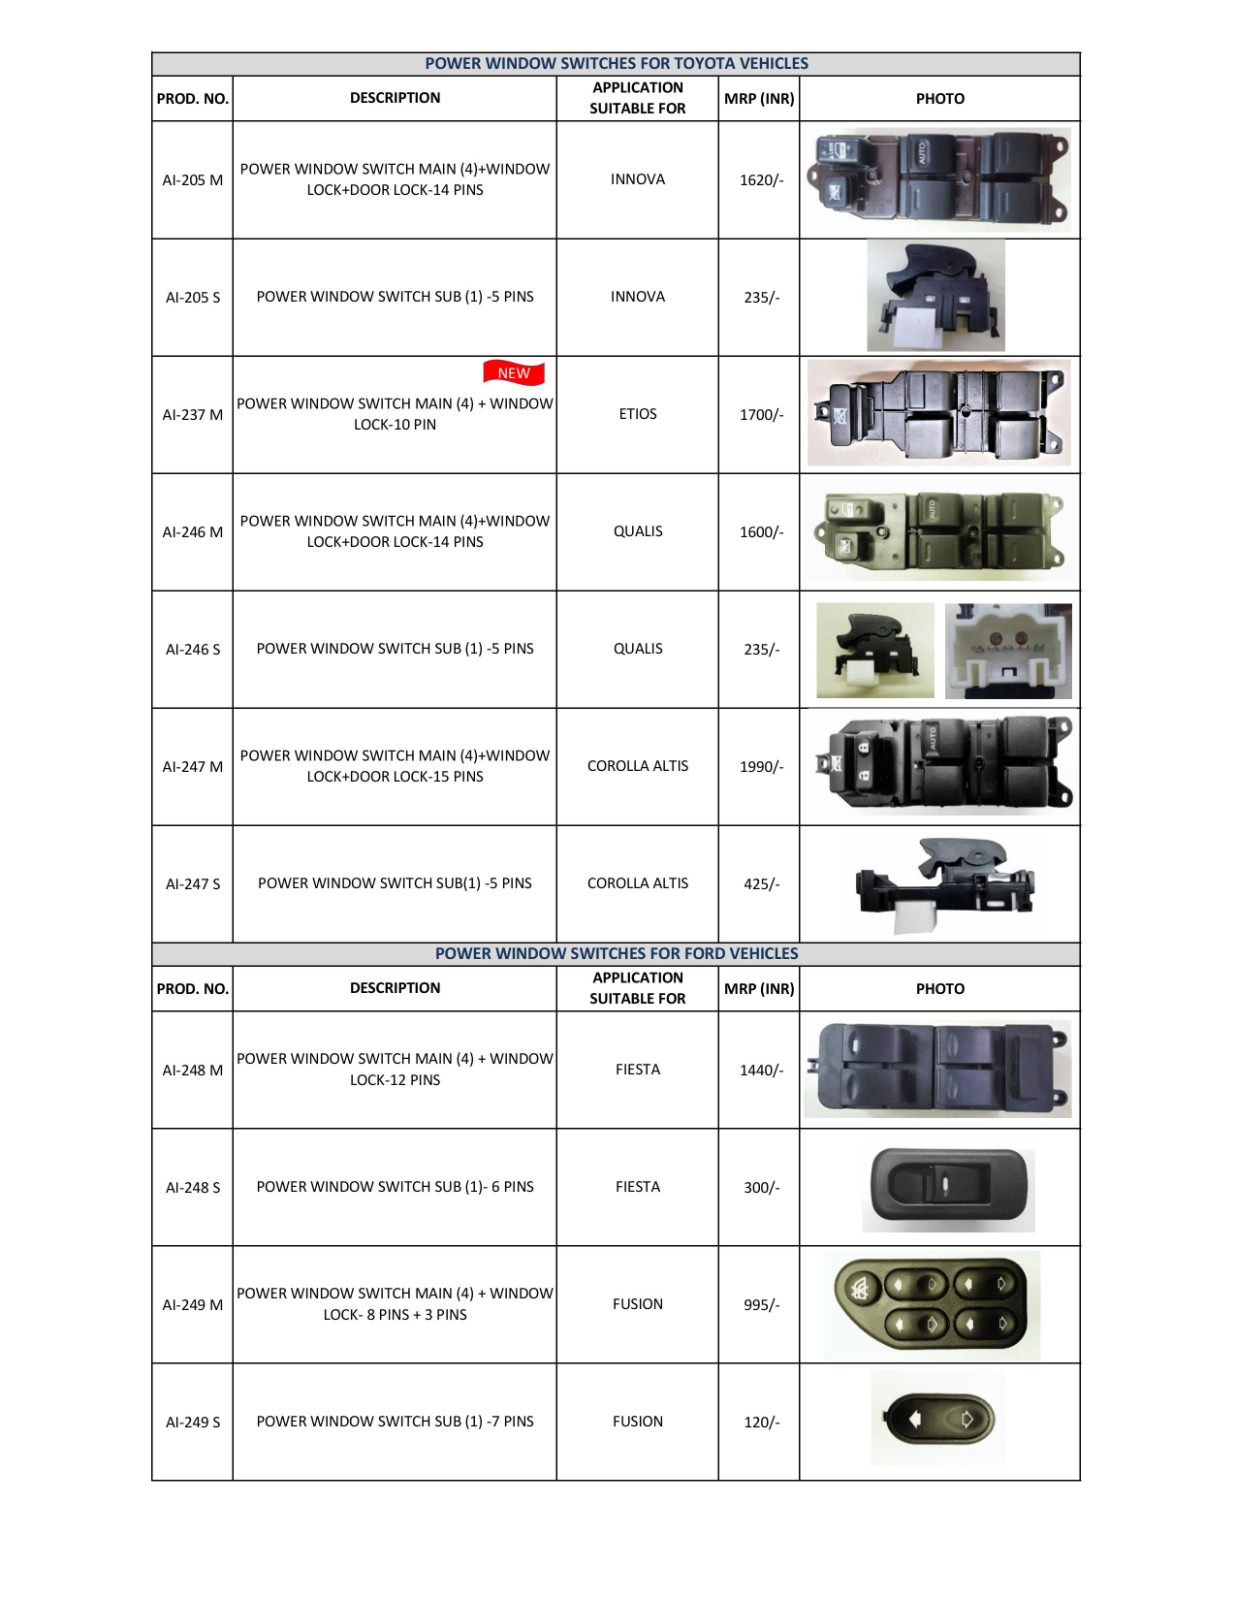 POWER WINDOW SWITCHES FOR TOYOTA VEHICLES
PROD. NO. DESCRIPTION APPLICATION SUITABLE FOR MRP (INR) PHOTO
AI-205 M
POWER WINDOW SWITCH MAIN (4)+WINDOW
LOCK+DOOR LOCK-14 PINS
INNOVA
1620/-
AUTO
AI-205 S
POWER WINDOW SWITCH SUB (1) -5 PINS
INNOVA
235/-
NEW
AI-237 M
POWER WINDOW SWITCH MAIN (4) + WINDOW
LOCK-10 PIN
ETIOS
1700/-
AI-246 M
POWER WINDOW SWITCH MAIN (4)+WINDOW
LOCK+DOOR LOCK-14 PINS
QUALIS
1600/-
AUTO
AI-246 S
POWER WINDOW SWITCH SUB (1) -5 PINS
QUALIS
235/-
AI-247 M
POWER WINDOW SWITCH MAIN (4)+WINDOW
LOCK+DOOR LOCK-15 PINS
COROLLA ALTIS
1990/-
AUTO
AI-247 S
POWER WINDOW SWITCH SUB(1) -5 PINS
COROLLA ALTIS
425/-
POWER WINDOW SWITCHES FOR FORD VEHICLES
PROD. NO. DESCRIPTION APPLICATION SUITABLE FOR MRP (INR) PHOTO
AI-248 M
POWER WINDOW SWITCH MAIN (4) + WINDOW
LOCK-12 PINS
FIESTA
1440/-
AI-248 S
POWER WINDOW SWITCH SUB (1)- 6 PINS
FIESTA
300/-
AI-249 M
POWER WINDOW SWITCH MAIN (4) + WINDOW
LOCK- 8 PINS + 3 PINS
FUSION
995/-
AI-249 S
POWER WINDOW SWITCH SUB (1) -7 PINS
FUSION
120/-